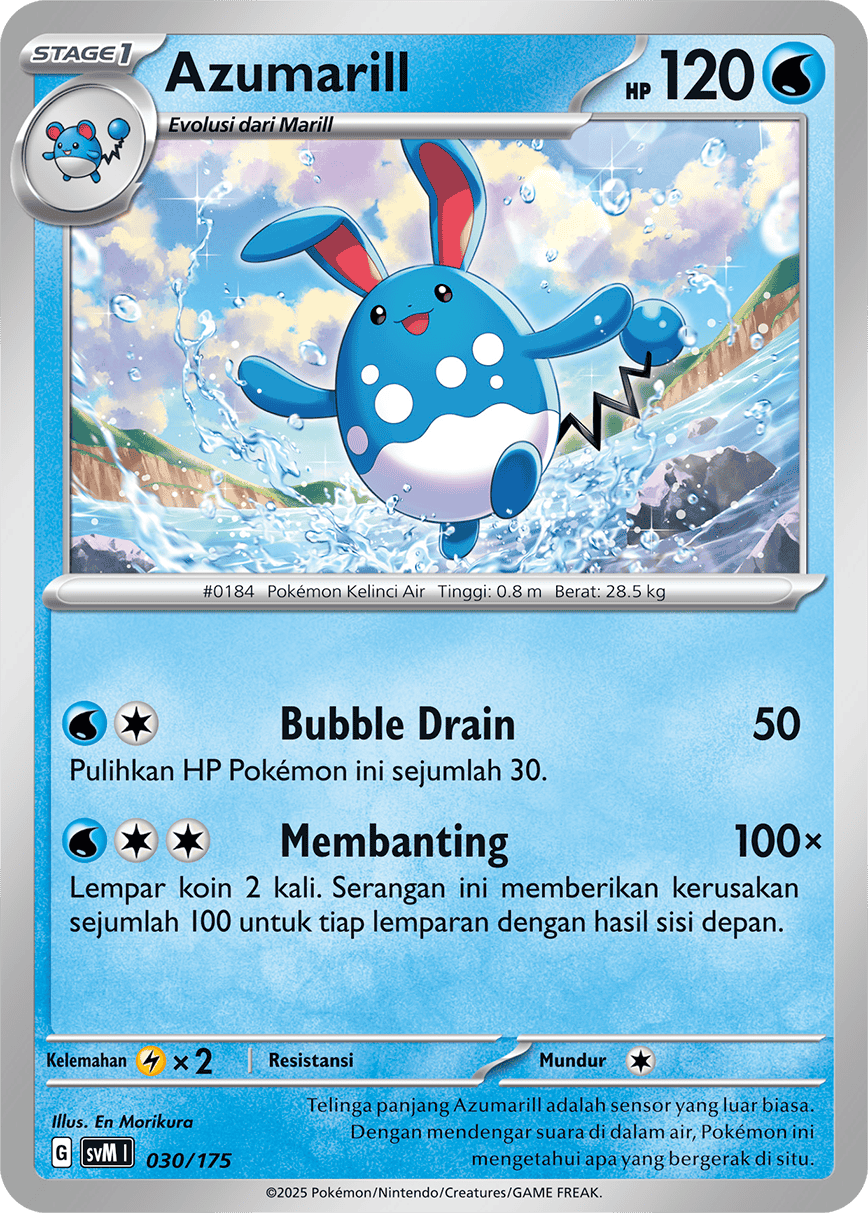 STAGE 1
Azumarill
HP 120
Evolusi dari Marill
#0184 Pokémon Kelinci Air Tinggi: 0.8 m Berat: 28.5 kg
Bubble Drain 50
Pulihkan HP Pokémon ini sejumlah 30.
Membanting 100×
Lempar koin 2 kali. Serangan ini memberikan kerusakan
sejumlah 100 untuk tiap lemparan dengan hasil sisi depan.
Kelemahan ×2 Resistansi Mundur
Illus. En Morikura
Telinga panjang Azumarill adalah sensor yang luar biasa.
Dengan mendengar suara di dalam air, Pokémon ini
mengetahui apa yang bergerak di situ.
G svM I 030/175
©2025 Pokémon/Nintendo/Creatures/GAME FREAK.